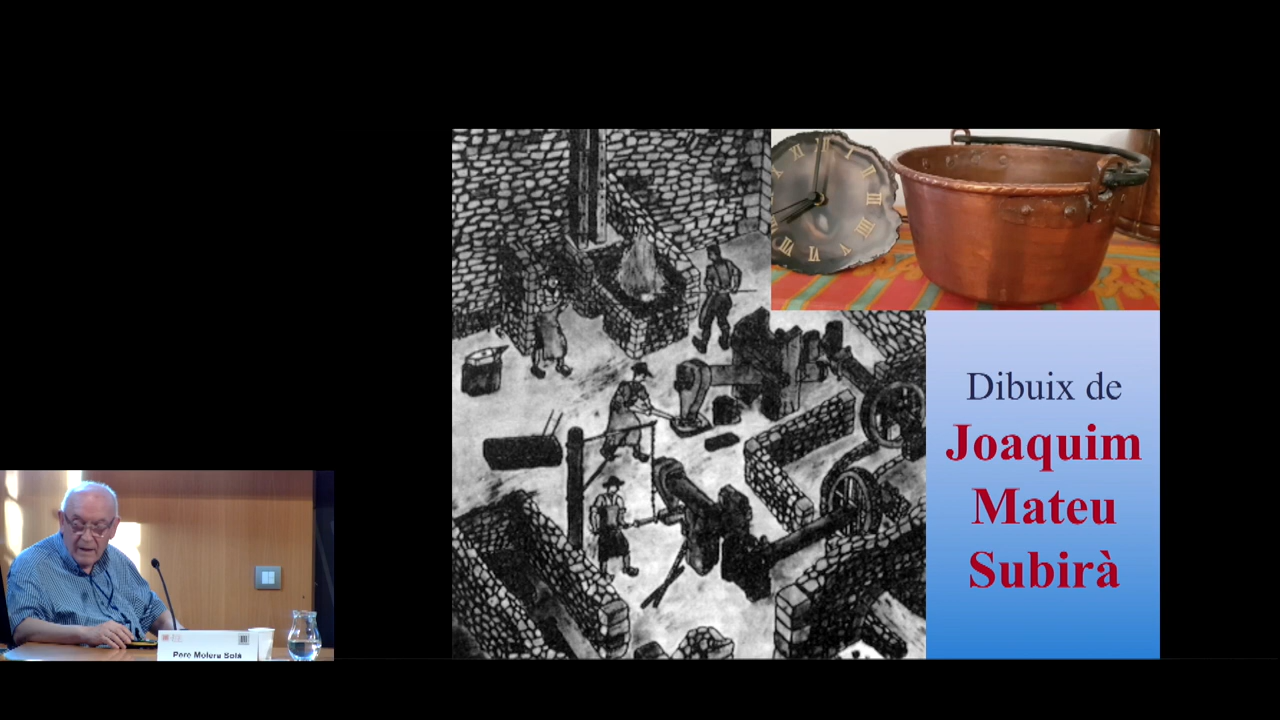 Dibuix de
Joaquim
Mateu
Subirà
Pere Molera Solà